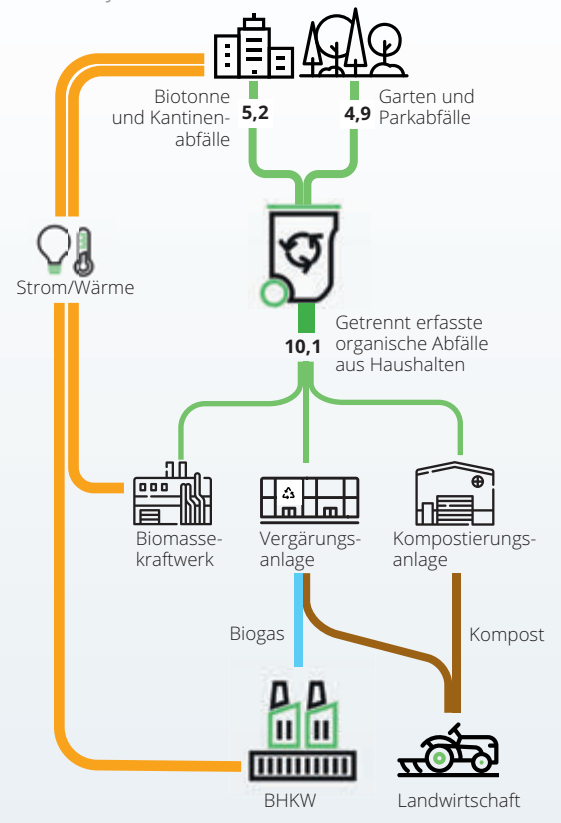 Biotonne
und Kantinen-
abfälle
5,2
4,9
Garten und
Parkabfälle
Strom/Wärme
Getrennt erfasste
organische Abfälle
aus Haushalten
10,1
Biomasse-
kraftwerk
Vergärungs-
anlage
Kompostierungs-
anlage
Biogas
Kompost
BHKW
Landwirtschaft